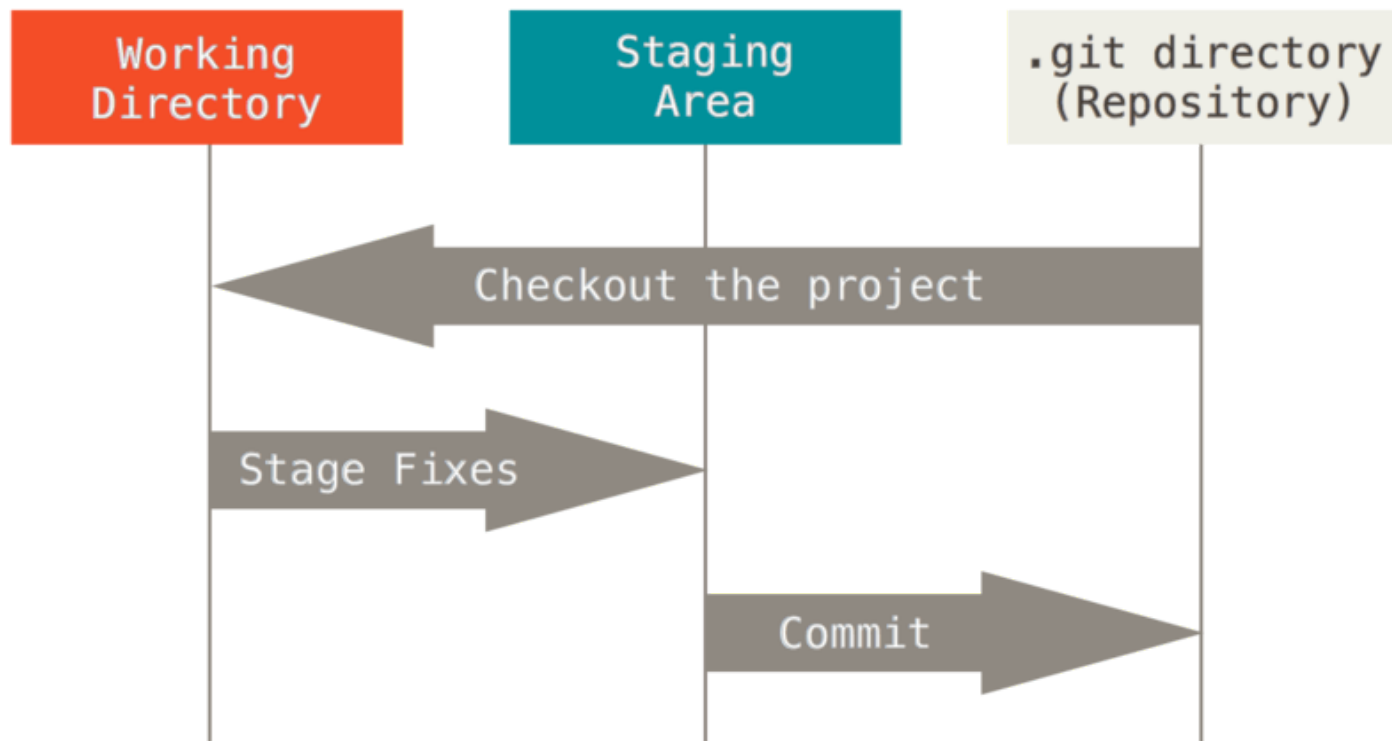 Working
Directory
Staging
Area
.git directory
(Repository)
Checkout the project
Stage Fixes
Commit